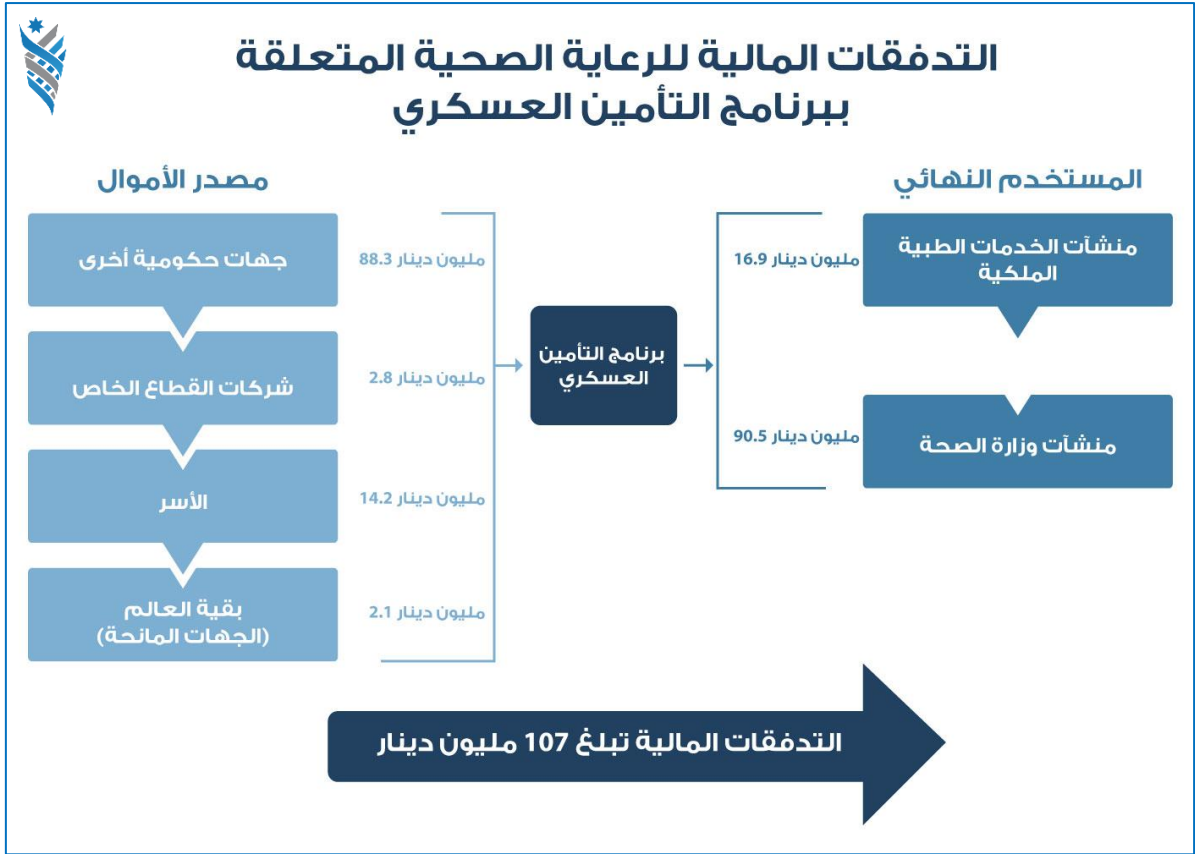 التدفقات المالية للرعاية الصحية المتعلقة
ببرنامج التأمين العسكري
المستخدم النهائي
منشآت الخدمات الطبية
الملكية
16.9 مليون دينار
منشآت وزارة الصحة
90.5 مليون دينار
برنامج التأمين
العسكري
مصدر الأموال
جهات حكومية أخرى
88.3 مليون دينار
شركات القطاع الخاص
2.8 مليون دينار
الأسر
14.2 مليون دينار
بقية العالم
(الجهات المانحة)
2.1 مليون دينار
التدفقات المالية تبلغ 107 مليون دينار